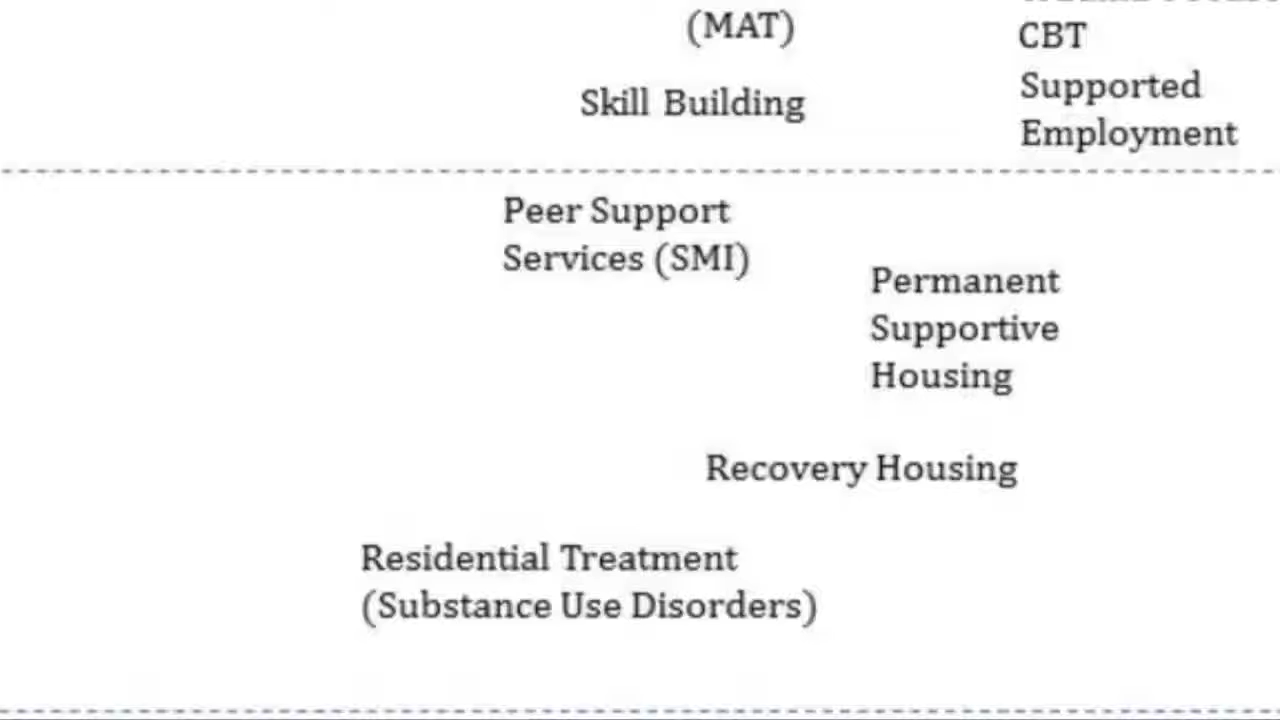 (MAT)
CBT
Skill Building
Supported
Employment
Peer Support
Services (SMI)
Permanent
Supportive
Housing
Recovery Housing
Residential Treatment
(Substance Use Disorders)